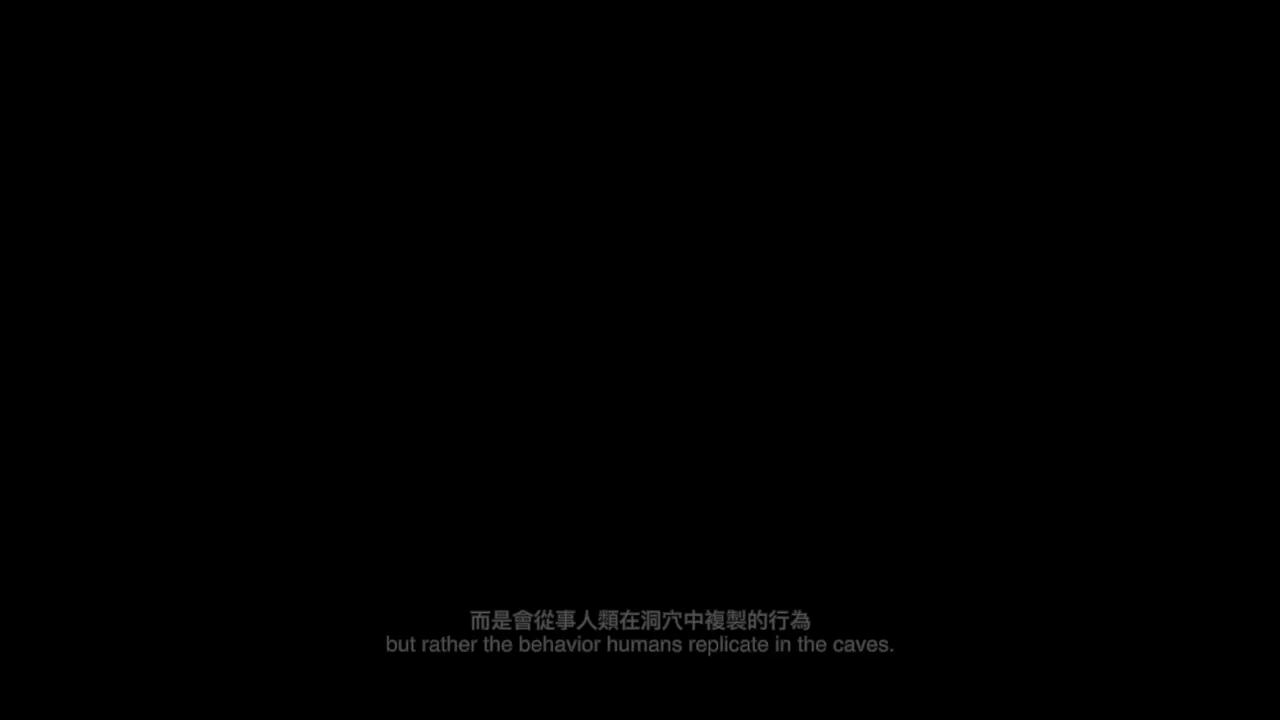 而是會從事人類在洞穴中複製的行為
but rather the behavior humans replicate in the caves.